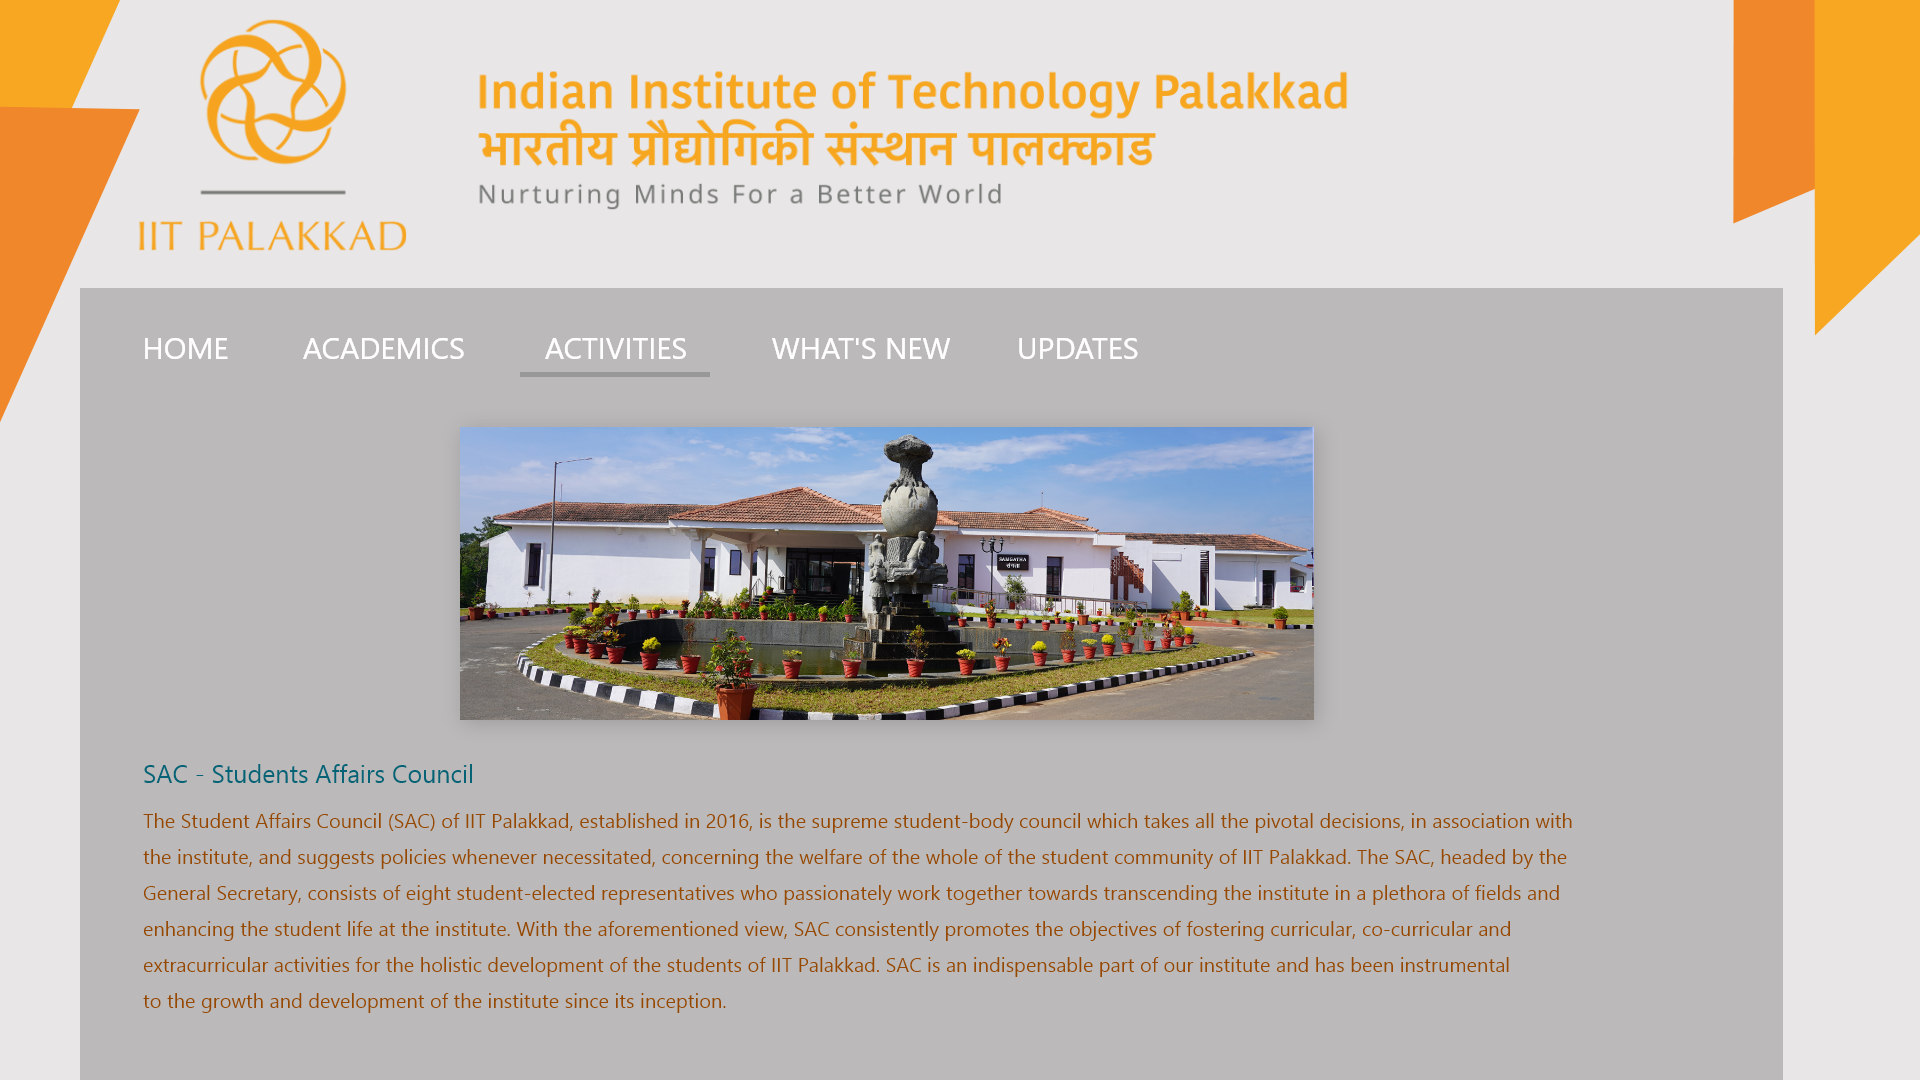 Indian Institute of Technology Palakkad
भारतीय प्रौद्योगिकी संस्थान पालक्काड
Nurturing Minds For a Better World
IIT PALAKKAD
HOME ACADEMICS ACTIVITIES WHAT'S NEW UPDATES
SAMGATHA
संगता
SAC - Students Affairs Council
The Student Affairs Council (SAC) of IIT Palakkad, established in 2016, is the supreme student-body council which takes all the pivotal decisions, in association with
the institute, and suggests policies whenever necessitated, concerning the welfare of the whole of the student community of IIT Palakkad. The SAC, headed by the
General Secretary, consists of eight student-elected representatives who passionately work together towards transcending the institute in a plethora of fields and
enhancing the student life at the institute. With the aforementioned view, SAC consistently promotes the objectives of fostering curricular, co-curricular and
extracurricular activities for the holistic development of the students of IIT Palakkad. SAC is an indispensable part of our institute and has been instrumental
to the growth and development of the institute since its inception.